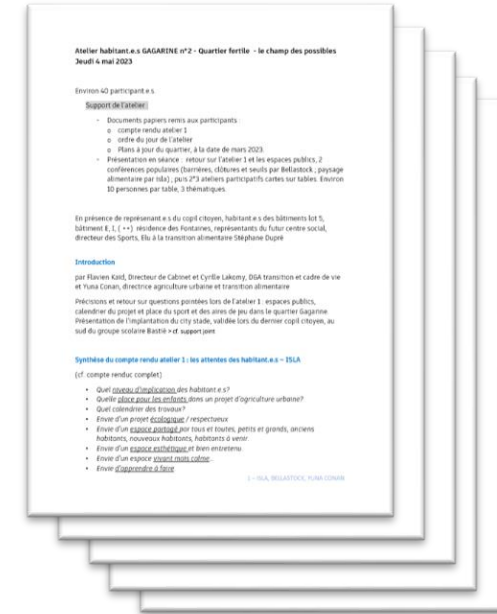 Atelier habitant.e.s GAGARINE n°2 - Quartier fertile - le champ des possibles
Jeudi 4 mai 2023
Environ 40 participant.e.s
Support de l'atelier :
- Documents papiers remis aux participants
o compte rendu atelier 1
o ordre du jour de l'atelier
o Plans à jour du quartier, à la date de mars 2023
- Présentation en séance : retour sur l'atelier 1 et les espaces publics, 2
conférences populaires (barrières, clôtures et seuils par Bellastock ; paysage
alimentaire par Isla) ; puis 2*3 ateliers participatifs cartes sur tables. Environ
10 personnes par table, 3 thématiques.
En présence de représenant.e.s du copil citoyen, habitant.e.s des bâtiments lot 5,
bâtiment E, I, ( ++) résidence des Fontaines, représentants du futur centre social,
directeur des Sports, Elu à la transition alimentaire Stéphane Dupré
Introduction
par Flavien Kaid, Directeur de Cabinet et Cyrille Lakomy, DGA transition et cadre de vie
et Yuna Conan, directrice agriculture urbaine et transition alimentaire
Précisions et retour sur questions pointées lors de l'atelier 1 : espaces publics,
calendrier du projet et place du sport et des aires de jeu dans le quartier Gagarine.
Présentation de l'implantation du city stade, validée lors du dernier copil citoyen, au
sud du groupe scolaire Bastié > cf. support joint
Synthèse du compte rendu atelier 1 : les attentes des habitant.e.s – ISLA
(cf. compte renduc complet)
• Quel niveau d'implication des habitant.e.s?
• Quelle place pour les enfants dans un projet d'agriculture urbaine?
• Quel calendrier des travaux?
• Envie d'un projet écologique / respectueux
• Envie d'un espace partagé par tous et toutes, petits et grands, anciens
habitants, nouveaux habitants, habitants à venir.
• Envie d'un espace esthétique et bien entretenu
• Envie d'un espace vivant mais calme .
• Envie d'apprendre à faire
1 – ISLA, BELLASTOCK, YUNA CONAN